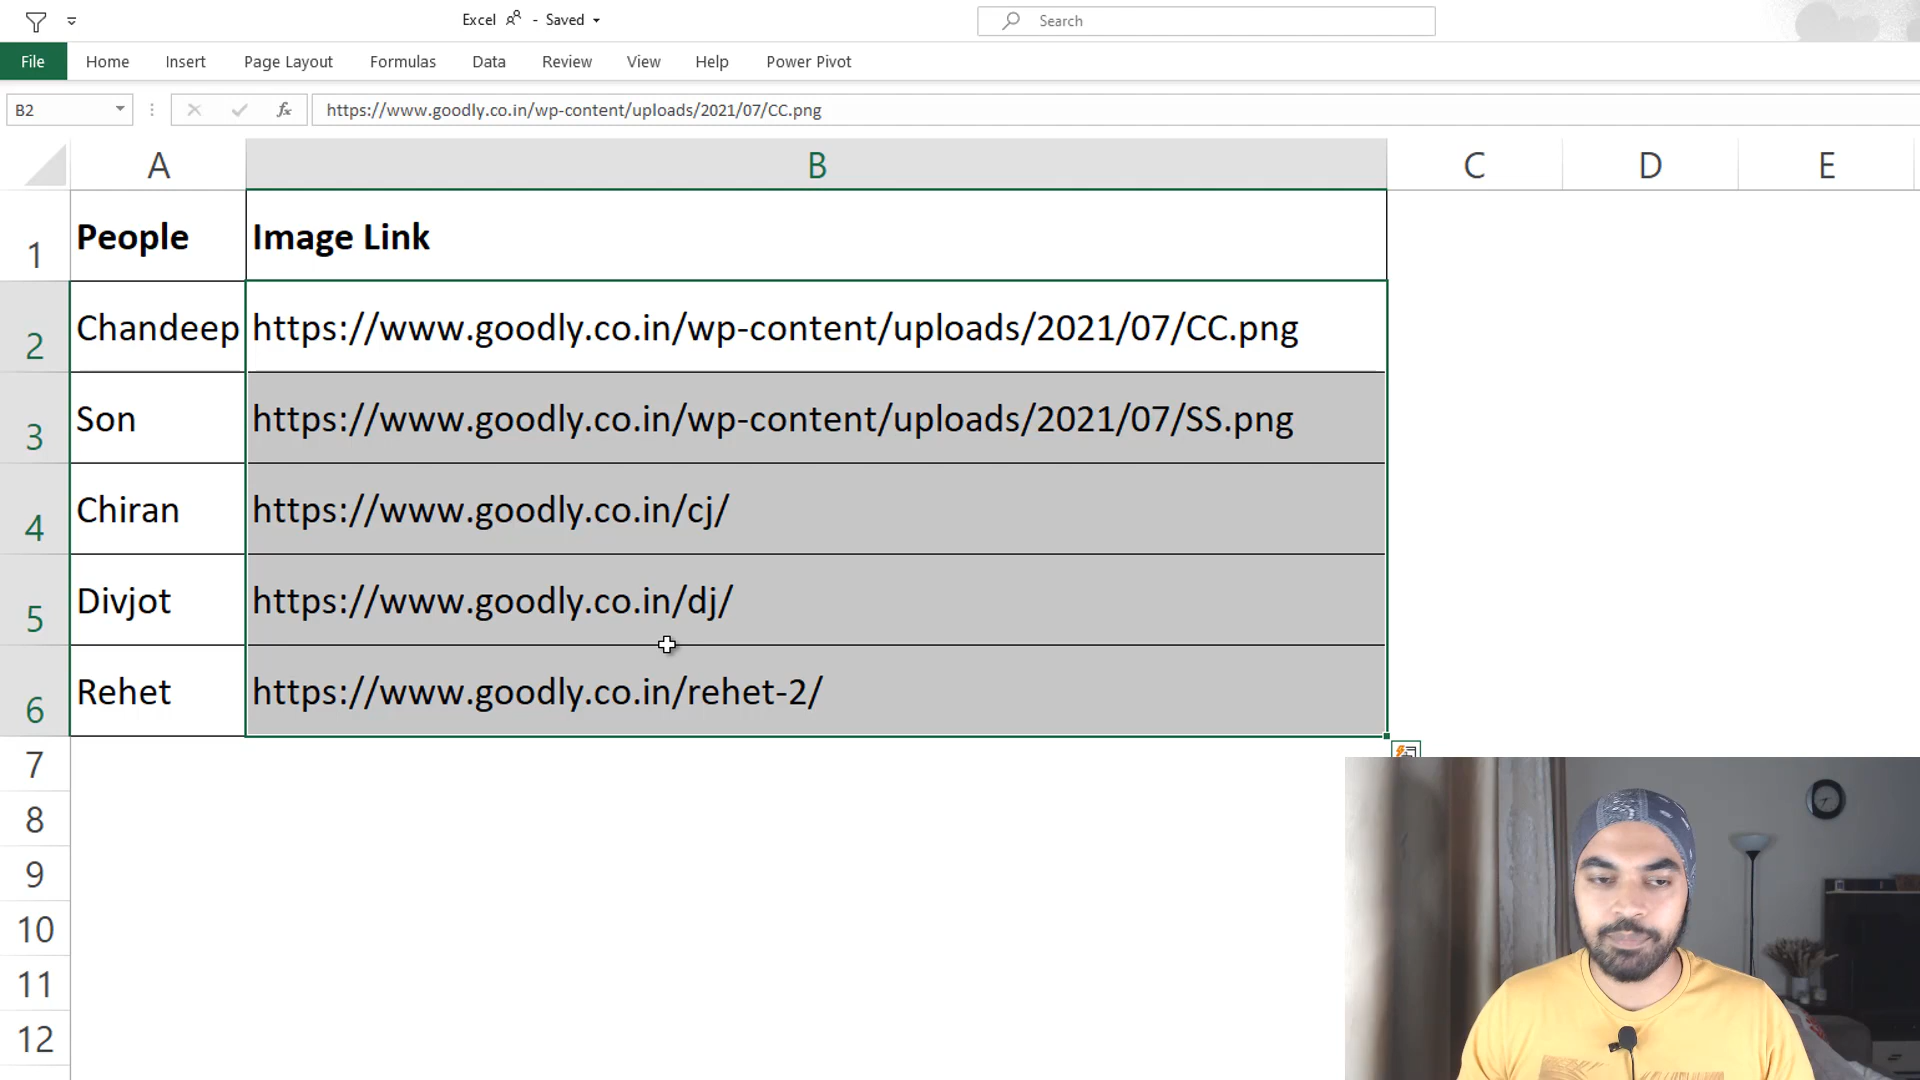 Excel - Saved
Search
File Home Insert Page Layout Formulas Data Review View Help Power Pivot
B2 fx https://www.goodly.co.in/wp-content/uploads/2021/07/CC.png
A B C D E
1 People Image Link
2 Chandeep https://www.goodly.co.in/wp-content/uploads/2021/07/CC.png
3 Son https://www.goodly.co.in/wp-content/uploads/2021/07/SS.png
4 Chiran https://www.goodly.co.in/cj/
5 Divjot https://www.goodly.co.in/dj/
6 Rehet https://www.goodly.co.in/rehet-2/
7
8
9
10
11
12